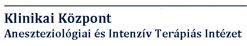 Klinikai Központ
Aneszteziológiai és Intenzív Terápiás Intézet